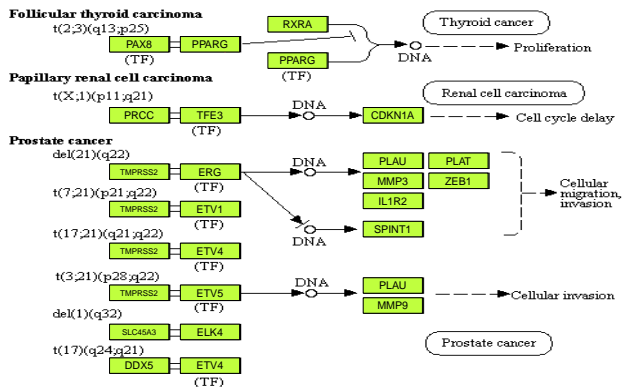 Follicular thyroid carcinoma
t(2;3)(q13;p25)
PAX8 PPARG
(TF)
RXRA
PPARG
(TF)
DNA
Thyroid cancer
Proliferation
Papillary renal cell carcinoma
t(X;1)(p11;q21)
PRCC TFE3
(TF)
DNA
CDKN1A
Renal cell carcinoma
Cell cycle delay
Prostate cancer
del(21)(q22)
TMPRSS2 ERG
(TF)
DNA
PLAU PLAT
MMP3 ZEB1
IL1R2
Cellular
migration,
invasion
t(7;21)(p21;q22)
TMPRSS2 ETV1
(TF)
DNA
SPINT1
t(17;21)(q21;q22)
TMPRSS2 ETV4
(TF)
t(3;21)(p28;q22)
TMPRSS2 ETV5
(TF)
DNA
PLAU
MMP9
Cellular invasion
del(1)(q32)
SLC45A3 ELK4
t(17)(q24;q21)
DDX5 ETV4
(TF)
Prostate cancer